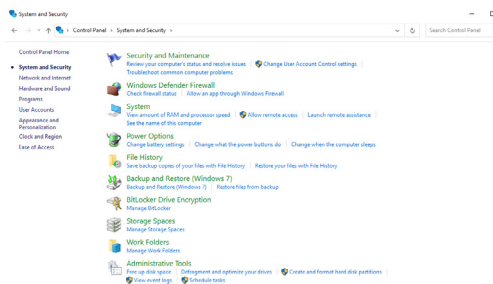 System and Security
Control Panel > System and Security >
Search Control Panel
Control Panel Home
System and Security
Network and Internet
Hardware and Sound
Programs
User Accounts
Appearance and
Personalization
Clock and Region
Ease of Access
Security and Maintenance
Review your computer's status and resolve issues | Change User Account Control settings |
Troubleshoot common computer problems
Windows Defender Firewall
Check firewall status | Allow an app through Windows Firewall
System
View amount of RAM and processor speed | Allow remote access | Launch remote assistance |
See the name of this computer
Power Options
Change battery settings | Change what the power buttons do | Change when the computer sleeps
File History
Save backup copies of your files with File History | Restore your files with File History
Backup and Restore (Windows 7)
Backup and Restore (Windows 7) | Restore files from backup
BitLocker Drive Encryption
Manage BitLocker
Storage Spaces
Manage Storage Spaces
Work Folders
Manage Work Folders
Administrative Tools
Free up disk space | Defragment and optimize your drives | Create and format hard disk partitions |
View event logs | Schedule tasks